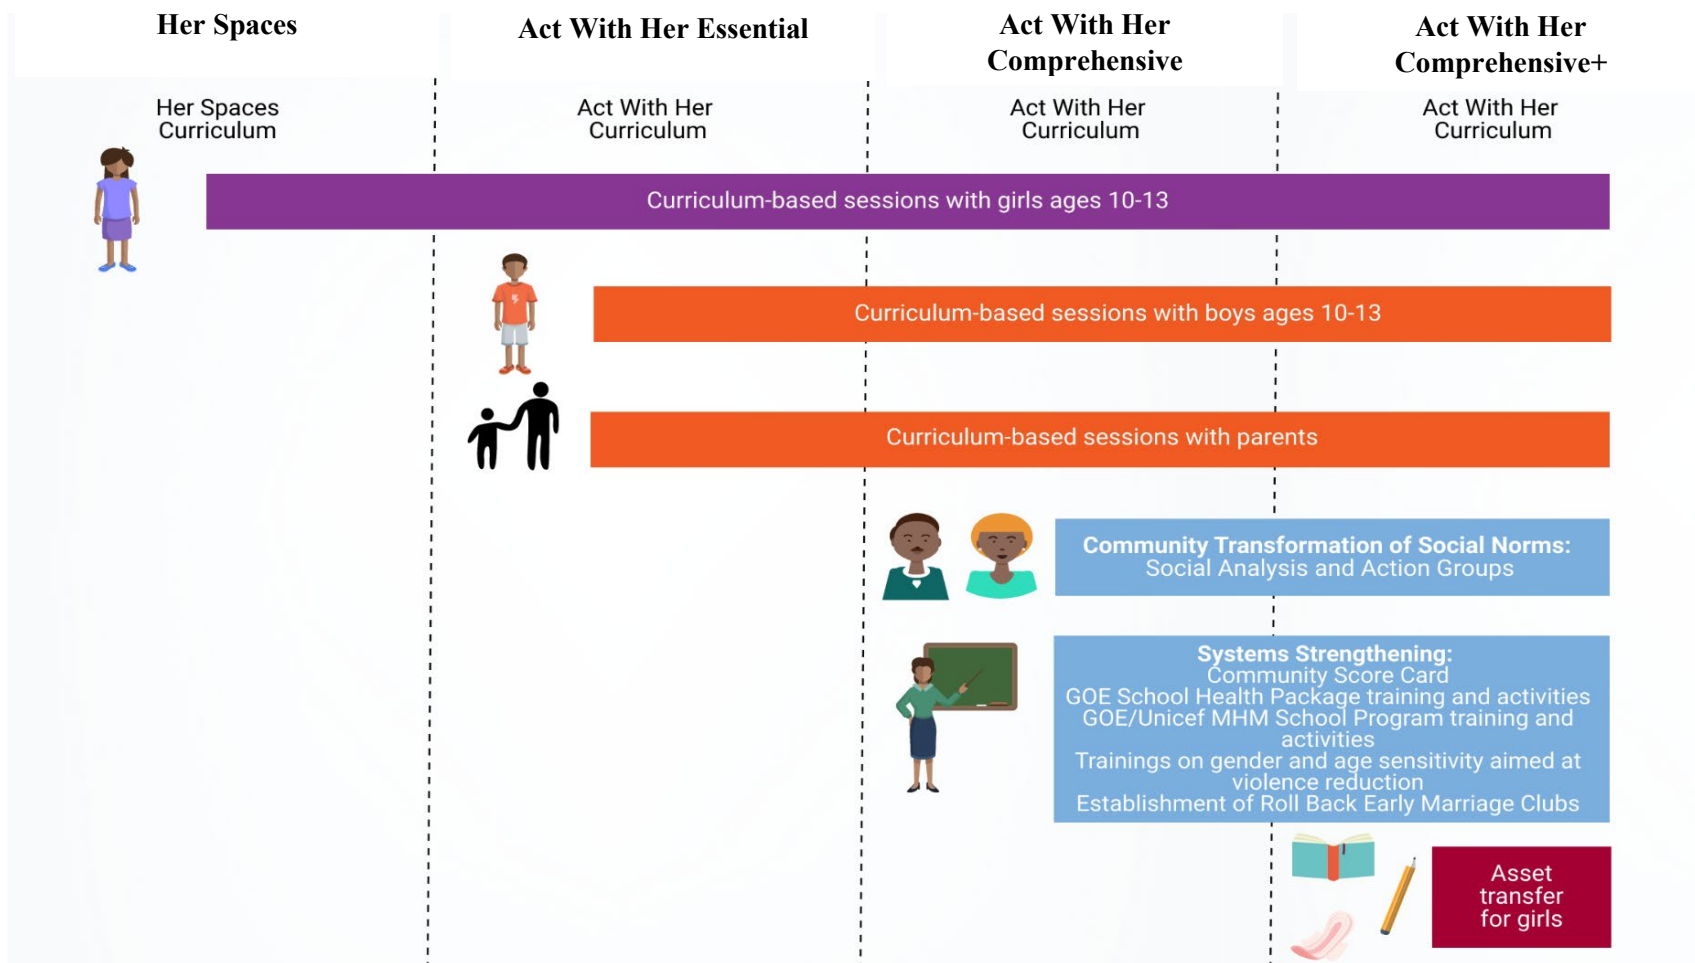 Her Spaces
Act With Her Essential
Act With Her
Comprehensive
Act With Her
Comprehensive+
Her Spaces
Curriculum
Act With Her
Curriculum
Act With Her
Curriculum
Act With Her
Curriculum
Curriculum-based sessions with girls ages 10-13
Curriculum-based sessions with boys ages 10-13
Curriculum-based sessions with parents
Community Transformation of Social Norms:
Social Analysis and Action Groups
Systems Strengthening:
Community Score Card
GOE School Health Package training and activities
GOE/Unicef MHM School Program training and
activities
Trainings on gender and age sensitivity aimed at
violence reduction
Establishment of Roll Back Early Marriage Clubs
Asset
transfer
for girls